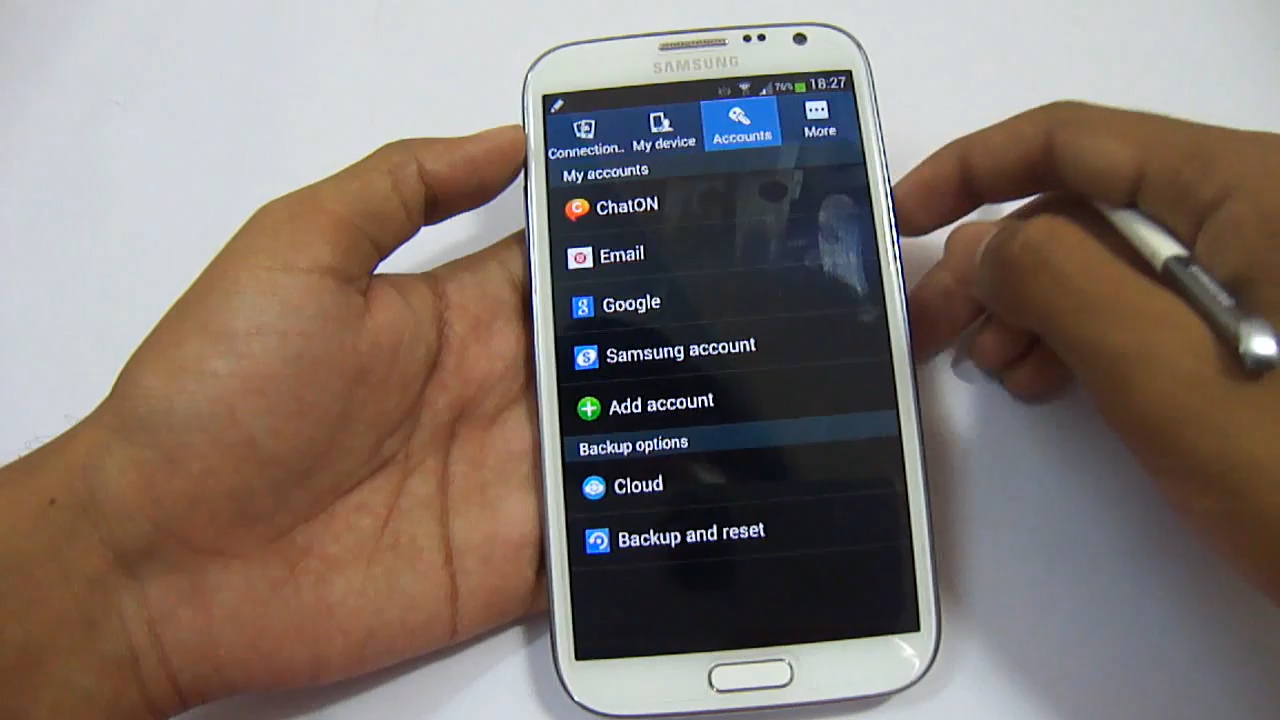 SAMSUNG
76% 18:27
Connection.. My device Accounts More
My accounts
ChatON
Email
Google
Samsung account
Add account
Backup options
Cloud
Backup and reset